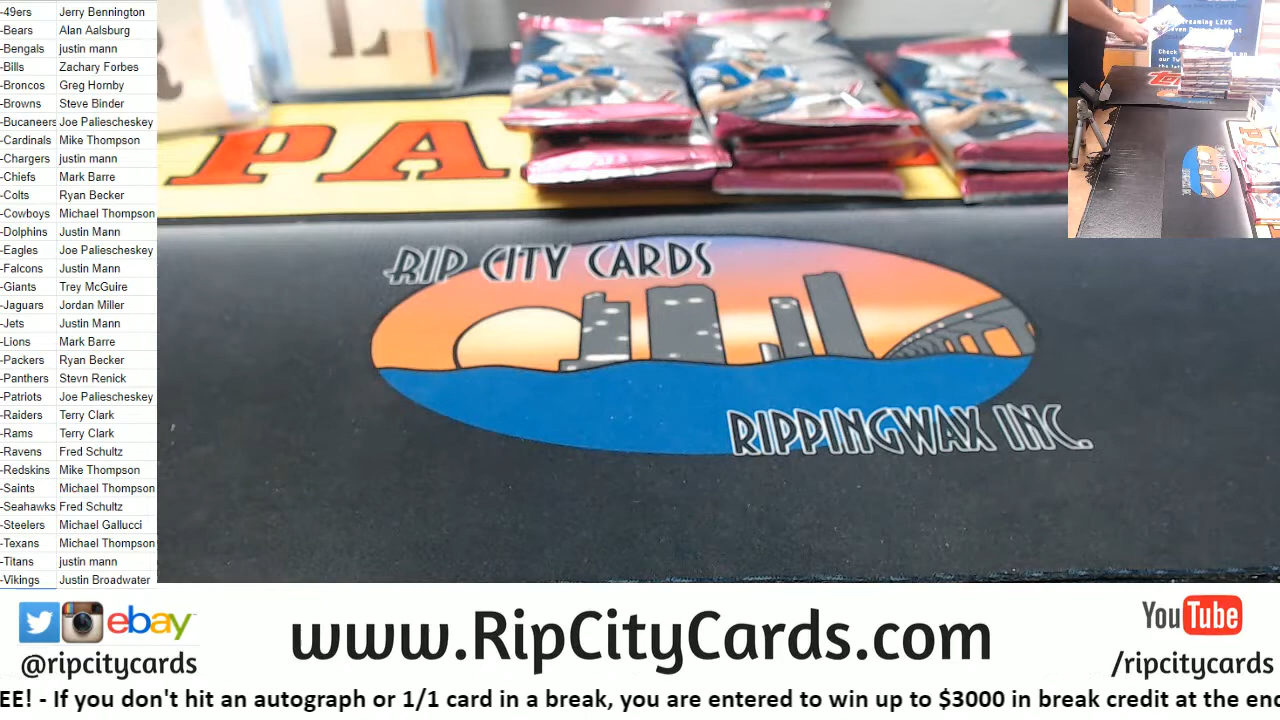 -49ers Jerry Bennington
-Bears Alan Aalsburg
-Bengals justin mann
-Bills Zachary Forbes
-Broncos Greg Hornby
-Browns Steve Binder
-Bucaneers Joe Paliescheskey
-Cardinals Mike Thompson
-Chargers justin mann
-Chiefs Mark Barre
-Colts Ryan Becker
-Cowboys Michael Thompson
-Dolphins Justin Mann
-Eagles Joe Paliescheskey
-Falcons Justin Mann
-Giants Trey McGuire
-Jaguars Jordan Miller
-Jets Justin Mann
-Lions Mark Barre
-Packers Ryan Becker
-Panthers Stevn Renick
-Patriots Joe Paliescheskey
-Raiders Terry Clark
-Rams Terry Clark
-Ravens Fred Schultz
-Redskins Mike Thompson
-Saints Michael Thompson
-Seahawks Fred Schultz
-Steelers Michael Gallucci
-Texans Michael Thompson
-Titans justin mann
-Vikings Justin Broadwater
PA
RIP CITY CARDS
RIPPINGWAX INC.
LIVE
Check
ebay
@ripcitycards
www.RipCityCards.com
YouTube
/ripcitycards
EE! - If you don't hit an autograph or 1/1 card in a break, you are entered to win up to $3000 in break credit at the end